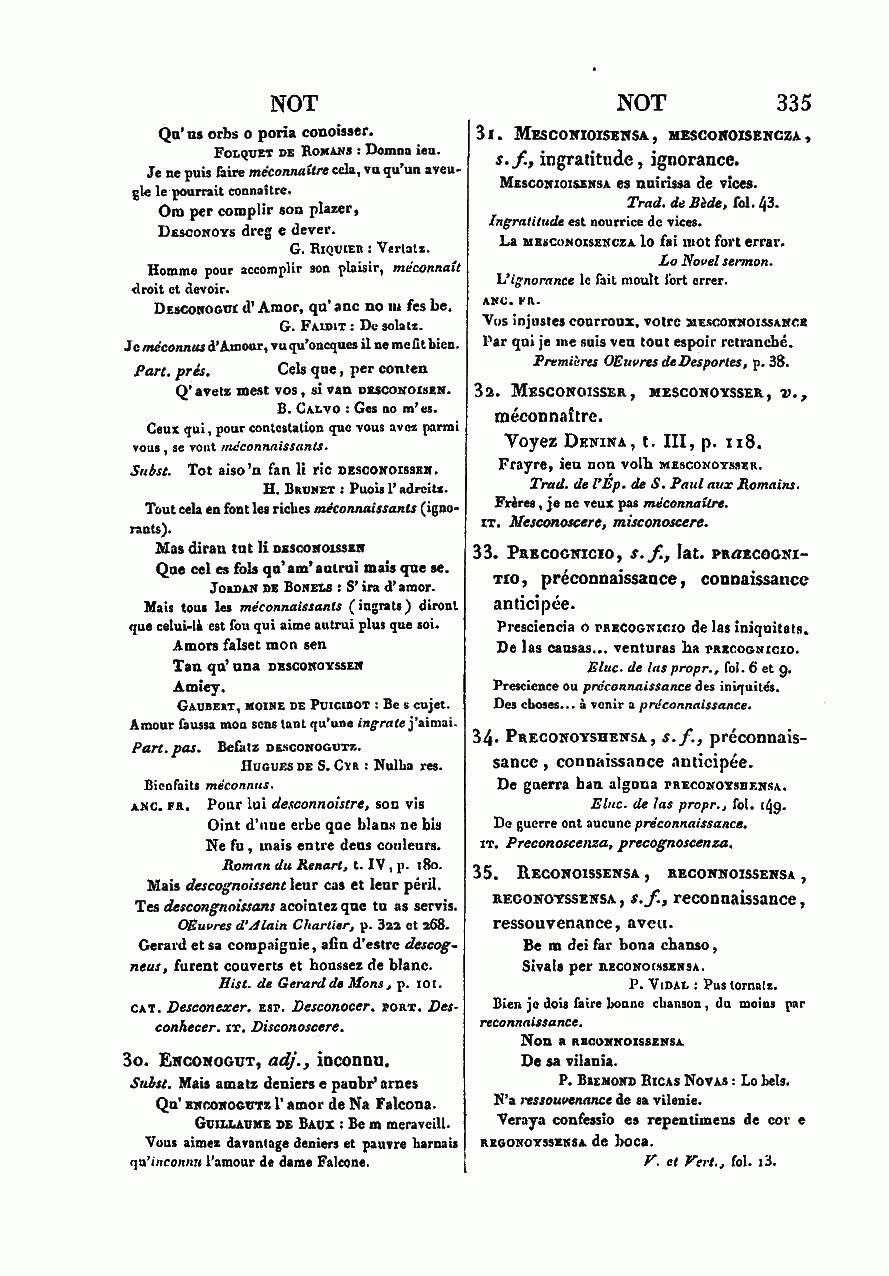 NOT
NOT 335
Qu'us orbs o poria conoisser.
FOLQUET DE ROMANS : Domna ieu.
Je ne puis faire méconnaître cela, vu qu'un aveu-
gle le pourrait connaître.
Om per complir son plazer,
DESCONOYS dreg e dever.
G. RIQUIER : Vertatz.
Homme pour accomplir son plaisir, méconnaît
droit et devoir.
DESCONOGUI d'Amor, qu'anc no m fes be.
G. FAIDIT : De solatz.
Je méconnus d'Amour, vu qu'oncques il ne me fit bien.
Part. prés. Cels que, per conten
Q'avetz mest vos, si van DESCONOISEN.
B. CALVO : Ges no m'es.
Ceux qui, pour contestation que vous avez parmi
vous, se vont méconnaissants.
Subst. Tot aiso'n fan li ric DESCONOISSEN.
H. BRUNET : Puois l'adreitz.
Tout cela en font les riches méconnaissants (igno-
rants).
Mas diran tut li DESCONOISSEN
Que cel es fols qu'am'autrui mais que se.
JORDAN DE BONELS : S'ira d'amor.
Mais tous les méconnaissants (ingrats) diront
que celui-là est fou qui aime autrui plus que soi.
Amors falset mon sen
Tan qu'una DESCONOYSSEN
Amiey.
GAUBERT, MOINE DE PUICIBOT : Be s cujet.
Amour faussa mon sens tant qu'une ingrate j'aimai.
Part. pas. Befatz DESCONOGUTZ.
HUGUES DE S. CYR : Nulha res.
Bienfaits méconnus.
ANC. FR. Pour lui desconnoistre, son vis
Oint d'une erbe que blans ne bis
Ne fu, mais entre deus couleurs.
Roman du Renart, t. IV, p. 180.
Mais descognoissent leur cas et leur péril.
Tes descongnoissans acointez que tu as servis.
OEuvres d'Alain Chartier, p. 322 et 268.
Gerard et sa compaignie, afin d'estre descog-
neus, furent couverts et houssez de blanc.
Hist. de Gerard de Mons, p. 101.
CAT. Desconexer. ESP. Desconocer. PORT. Des-
conhecer. IT. Disconoscere.
30. ENCONOGUT, adj., inconnu.
Subst. Mais amatz deniers e paubr'arnes
Qu'ENCONOGUTZ l'amor de Na Falcona.
GUILLAUME DE BAUX : Be m meraveill.
Vous aimez davantage deniers et pauvre harnais
qu'inconnu l'amour de dame Falcone.
31. MESCONIOISENSA, MESCONOISENCZA,
s. f., ingratitude, ignorance.
MESCONIOISENSA es nuirissa de vices.
Trad. de Bède, fol. 43.
Ingratitude est nourrice de vices.
La MESCONOISENCZA lo fai mot fort errar.
Lo Novel sermon.
L'ignorance le fait moult fort errer.
ANC. FR.
Vos injustes courroux, votre MESCONNOISSANCE
Par qui je me suis veu tout espoir retranché.
Premières OEuvres de Desportes, p. 38.
32. MESCONOISSER, MESCONOYSSER, v.,
méconnaître.
Voyez DENINA, t. III, p. 118.
Frayre, ieu non volh MESCONOYSSER.
Trad. de l'Ép. de S. Paul aux Romains.
Frères, je ne veux pas méconnaître.
IT. Mesconoscere, misconoscere.
33. PRECOGNICIO, s. f., lat. PRAECOGNI-
TIO, préconnaissance, connaissance
anticipée.
Presciencia o PRECOGNICIO de las iniquitats.
De las causas... venturas ha PRECOGNICIO.
Eluc. de las propr., fol. 6 et 9.
Prescience ou préconnaissance des iniquités.
Des choses... à venir a préconnaissance.
34. PRECONOYSHENSA, s. f., préconnais-
sance, connaissance anticipée.
De guerra han alguna PRECONOYSHENSA.
Eluc. de las propr., fol. 149.
De guerre ont aucune préconnaissance.
IT. Preconoscenza, precognoscenza.
35. RECONOISSENSA, RECONNOISSENSA,
REGONOYSSENSA, s. f., reconnaissance,
ressouvenance, aveu.
Be m dei far bona chanso,
Sivals per RECONOISSENSA.
P. VIDAL : Pus tornatz.
Bien je dois faire bonne chanson, du moins par
reconnaissance.
Non a RECONNOISSENSA
De sa vilania.
P. BREMOND RICAS NOVAS : Lo bels.
N'a ressouvenance de sa vilenie.
Veraya confessio es repentimens de cor e
REGONOYSSENSA de boca.
V. et Vert., fol. 13.